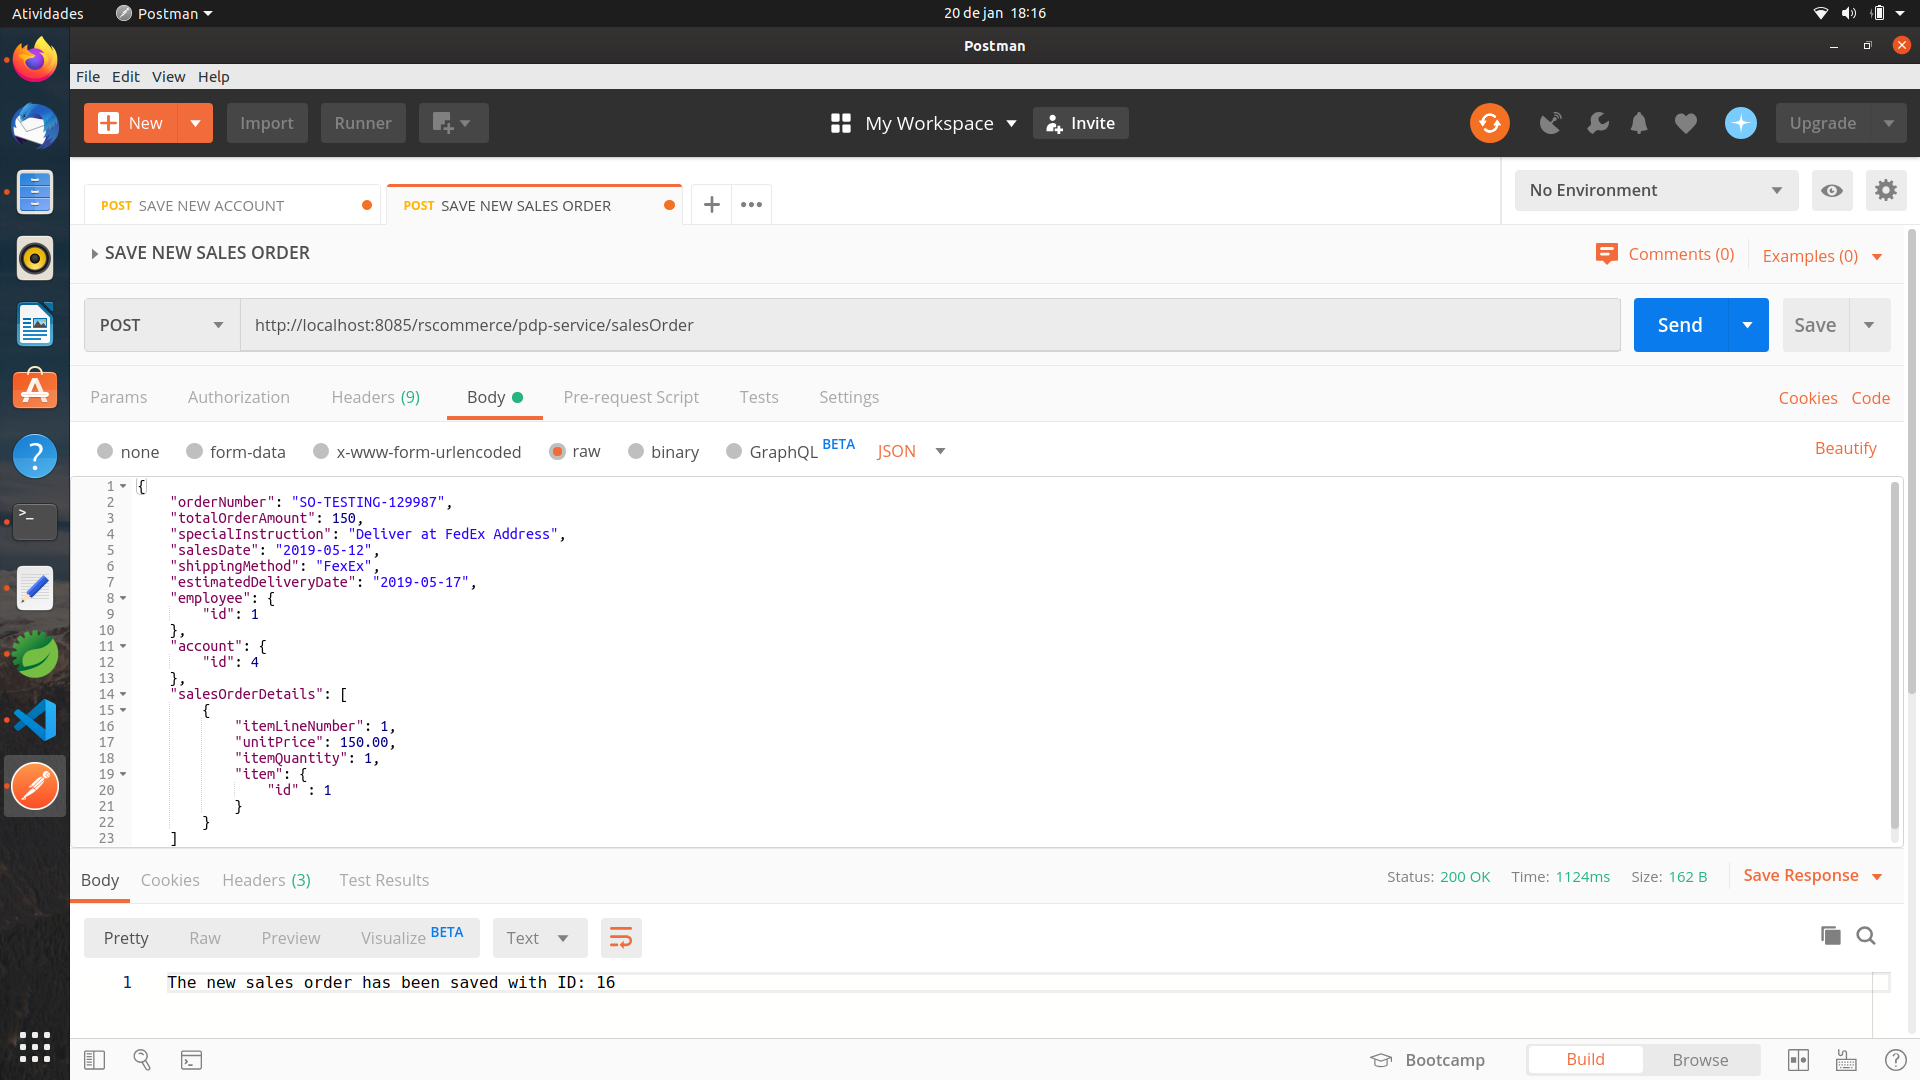 Atividades Postman 20 de jan 18:16
Postman
File Edit View Help
New Import Runner My Workspace Invite Upgrade
POST SAVE NEW ACCOUNT POST SAVE NEW SALES ORDER No Environment
SAVE NEW SALES ORDER Comments (0) Examples (0)
POST http://localhost:8085/rscommerce/pdp-service/salesOrder Send Save
Params Authorization Headers (9) Body Pre-request Script Tests Settings Cookies Code
none form-data x-www-form-urlencoded raw binary GraphQL BETA JSON Beautify
1 {
2 "orderNumber": "SO-TESTING-129987",
3 "totalOrderAmount": 150,
4 "specialInstruction": "Deliver at FedEx Address",
5 "salesDate": "2019-05-12",
6 "shippingMethod": "FexEx",
7 "estimatedDeliveryDate": "2019-05-17",
8 "employee": {
9 "id": 1
10 },
11 "account": {
12 "id": 4
13 },
14 "salesOrderDetails": [
15 {
16 "itemLineNumber": 1,
17 "unitPrice": 150.00,
18 "itemQuantity": 1,
19 "item": {
20 "id" : 1
21 }
22 }
23 ]
Body Cookies Headers (3) Test Results Status: 200 OK Time: 1124ms Size: 162 B Save Response
Pretty Raw Preview Visualize BETA Text
1 The new sales order has been saved with ID: 16
Bootcamp Build Browse